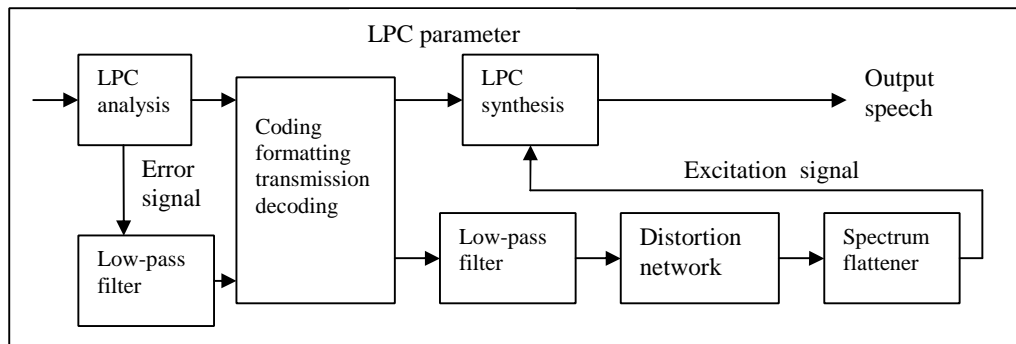 LPC parameter
LPC
analysis
LPC
synthesis
Output
speech
Coding
formatting
transmission
decoding
Error
signal
Excitation signal
Low-pass
filter
Low-pass
filter
Distortion
network
Spectrum
flattener